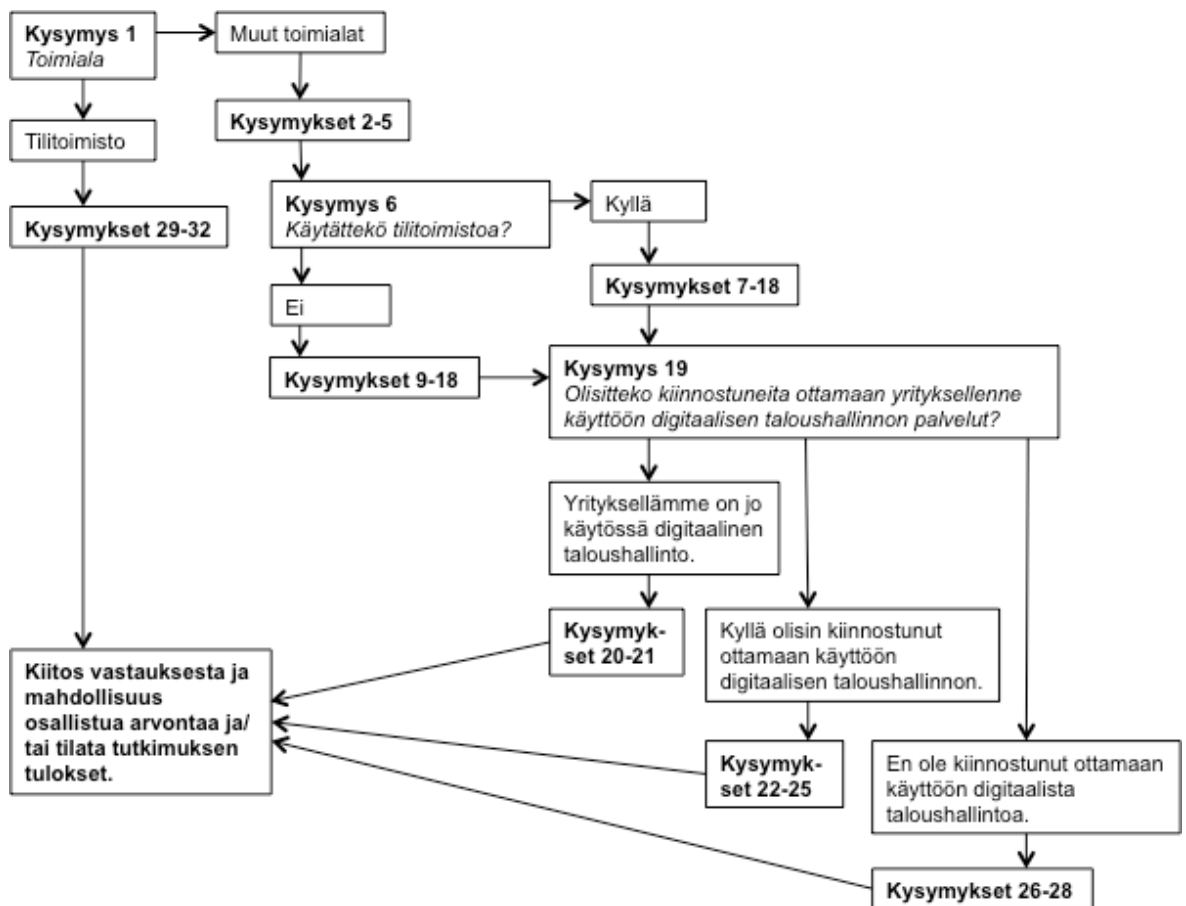 Kysymys 1
Toimiala
Muut toimialat
Tilitoimisto
Kysymykset 2-5
Kysymykset 29-32
Kysymys 6
Käytättekö tilitoimistoa?
Kyllä
Ei
Kysymykset 7-18
Kysymykset 9-18
Kysymys 19
Olisitteko kiinnostuneita ottamaan yrityksellenne
käyttöön digitaalisen taloushallinnon palvelut?
Yrityksellämme on jo
käytössä digitaalinen
taloushallinto.
Kysymyk-
set 20-21
Kyllä olisin kiinnostunut
ottamaan käyttöön
digitaalisen taloushallinnon.
Kysymyk-
set 22-25
En ole kiinnostunut ottamaan
käyttöön digitaalista
taloushallintoa.
Kysymykset 26-28
Kiitos vastauksesta ja
mahdollisuus
osallistua arvontaa ja/
tai tilata tutkimuksen
tulokset.